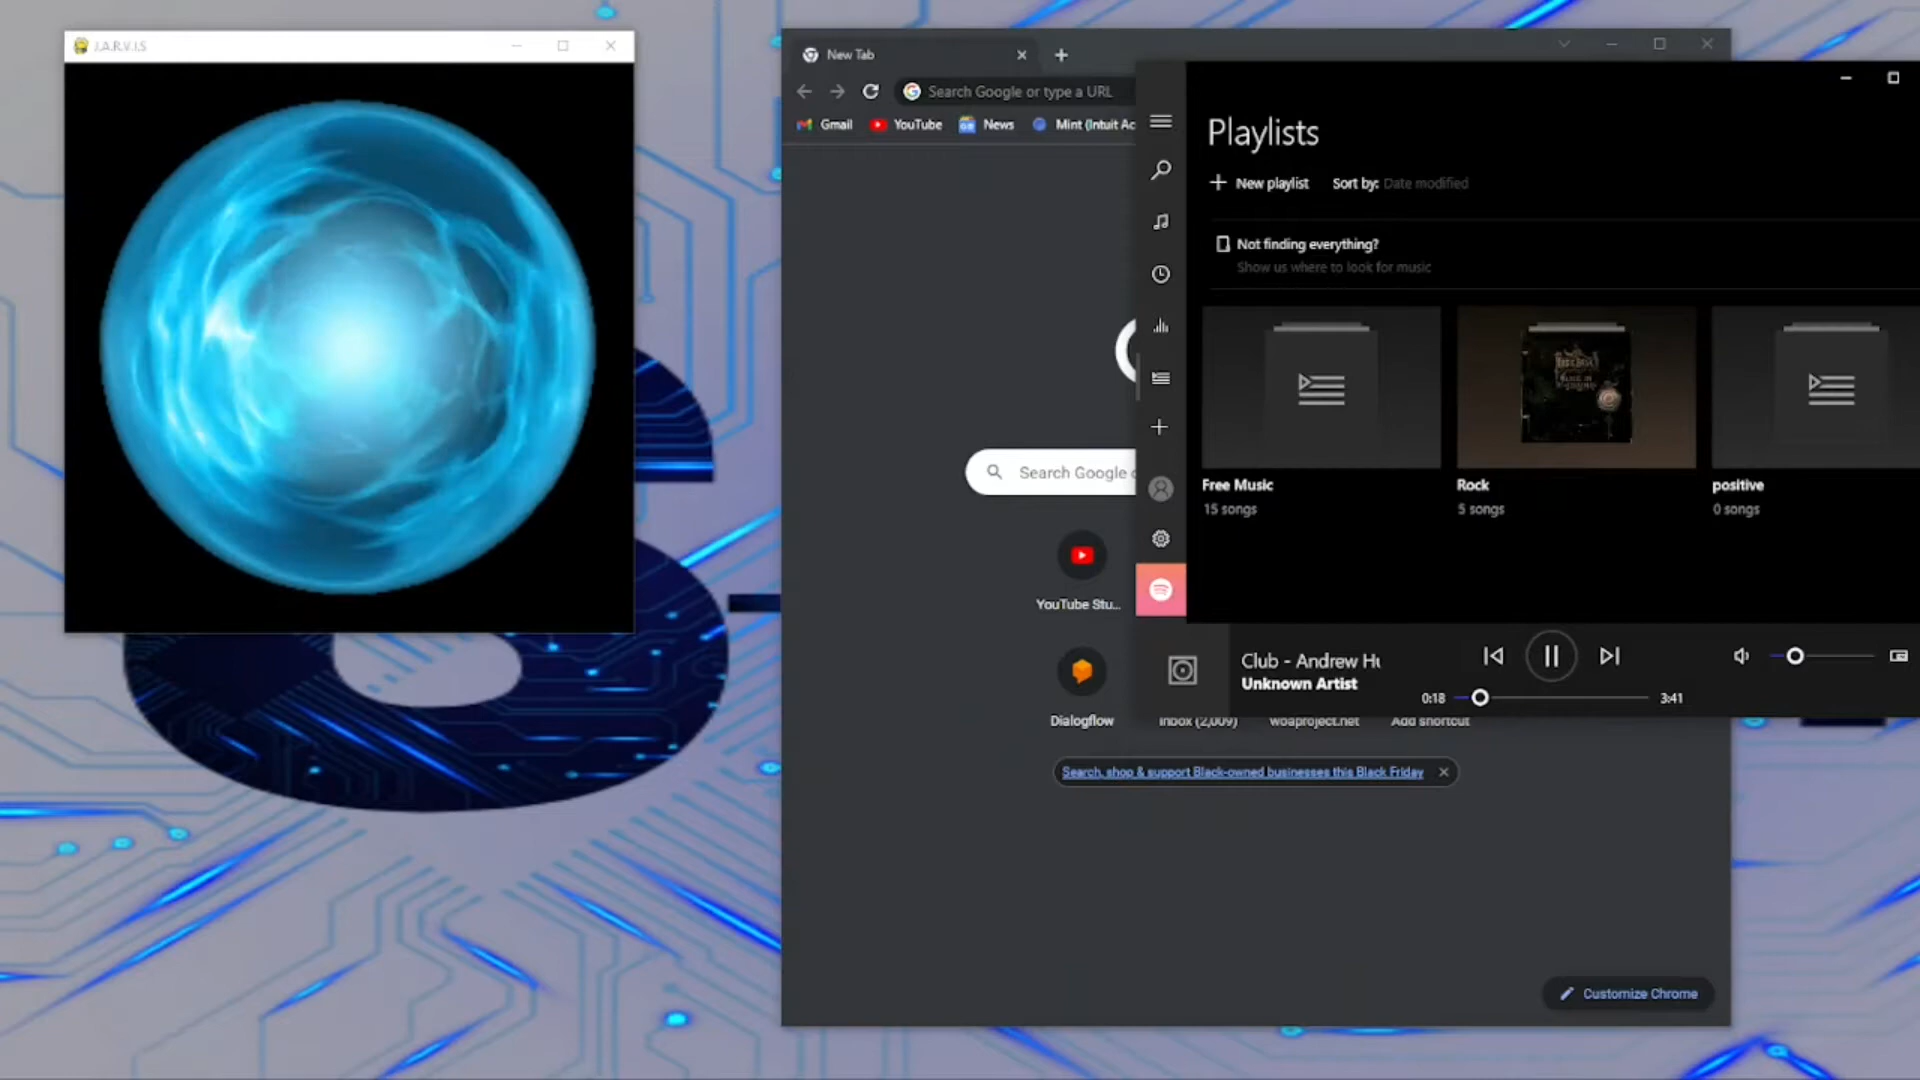 J.A.R.V.I.S
New Tab
Search Google or type a URL
Gmail YouTube News Mint (Intuit Ac
Playlists
New playlist Sort by: Date modified
Not finding everything?
Show us where to look for music
Free Music
15 songs
Rock
5 songs
positive
0 songs
Search Google
YouTube Stu...
Club - Andrew Hu
Unknown Artist
0:18
3:41
Dialogflow
Inbox (2,009)
woaproject.net
Add shortcut
Search, shop & support Black-owned businesses this Black Friday
Customize Chrome